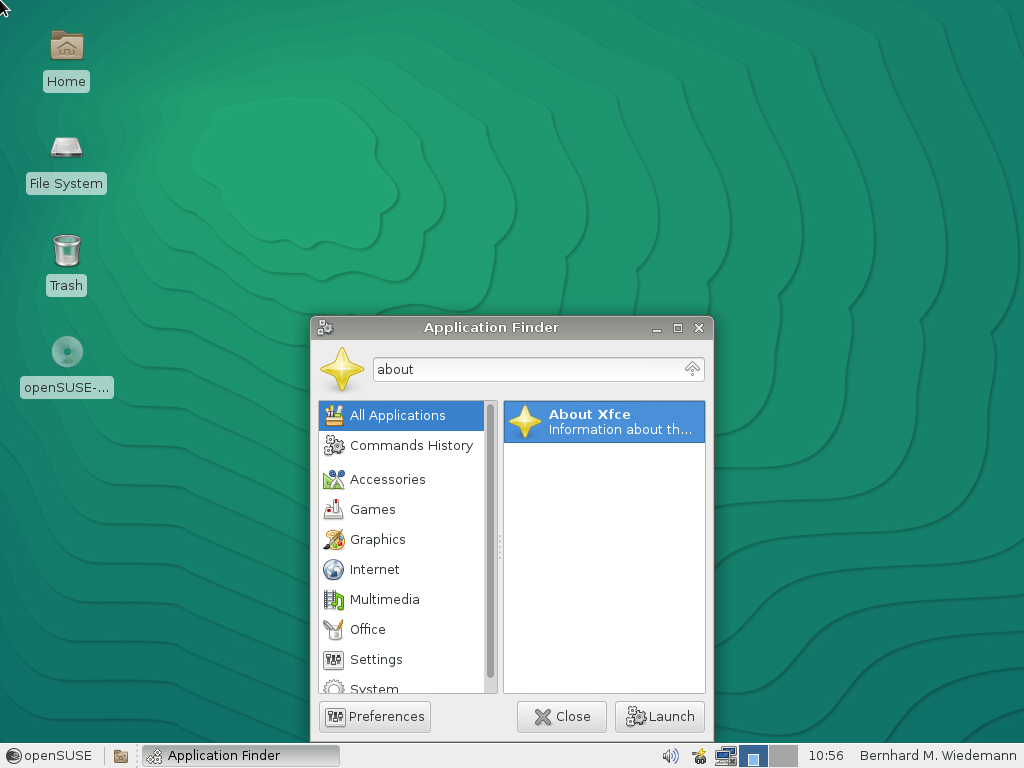 Home
File System
Trash
openSUSE-...
Application Finder
about
All Applications
Commands History
Accessories
Games
Graphics
Internet
Multimedia
Office
Settings
System
About Xfce
Information about th...
Preferences
Close
Launch
openSUSE
Application Finder
10:56
Bernhard M. Wiedemann